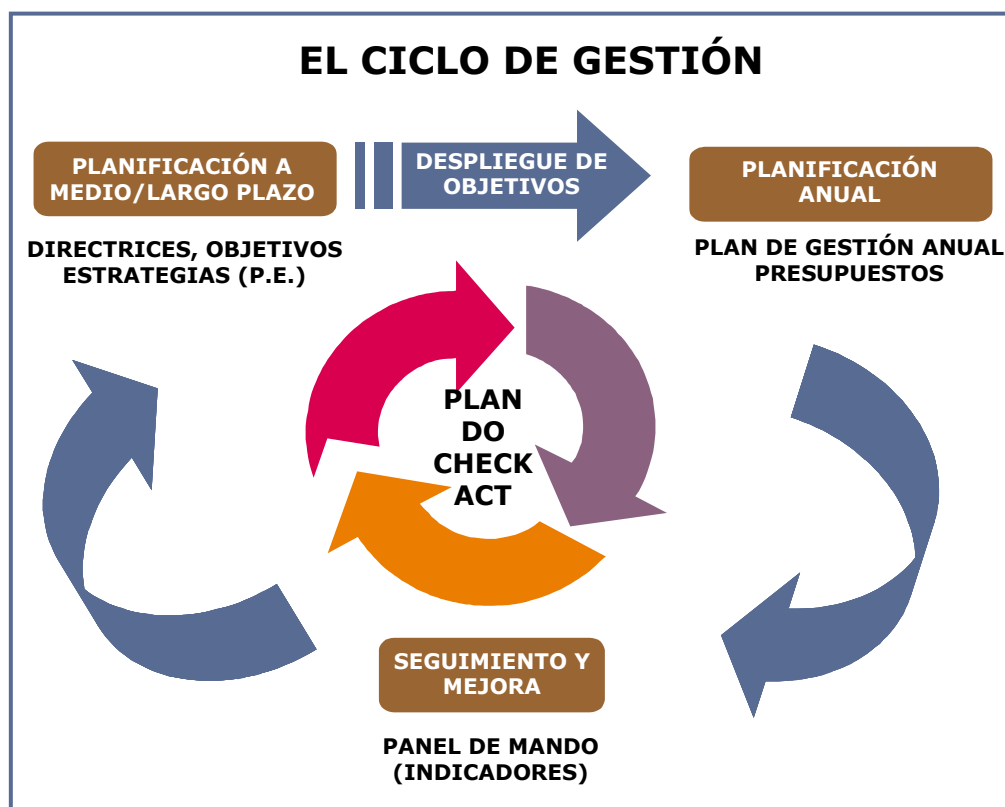 EL CICLO DE GESTIÓN
PLANIFICACIÓN A
MEDIO/LARGO PLAZO
DESPLIEGUE DE
OBJETIVOS
PLANIFICACIÓN
ANUAL
DIRECTRICES, OBJETIVOS
ESTRATEGIAS (P.E.)
PLAN DE GESTIÓN ANUAL
PRESUPUESTOS
PLAN
DO
CHECK
ACT
SEGUIMIENTO Y
MEJORA
PANEL DE MANDO
(INDICADORES)